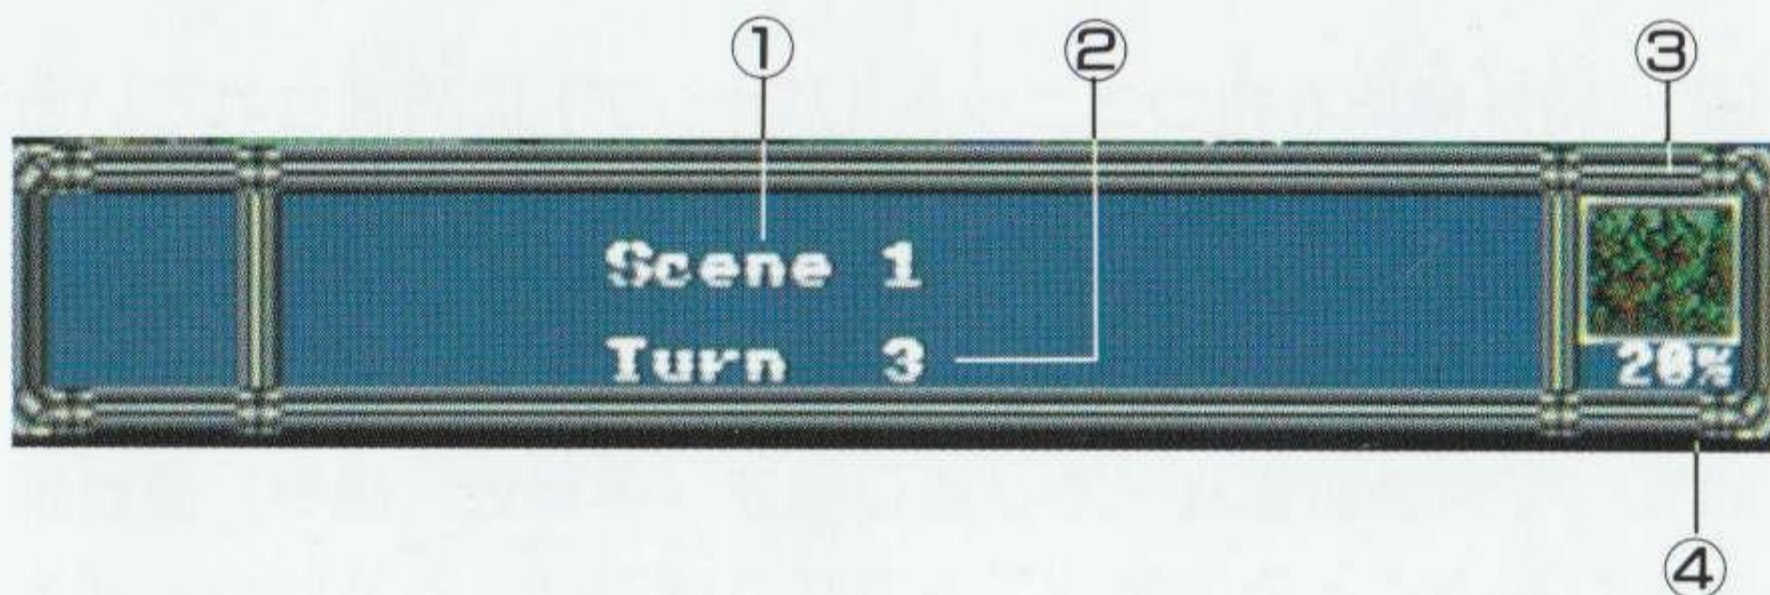 ① ② ③
Scene 1
Turn 3
20%
④